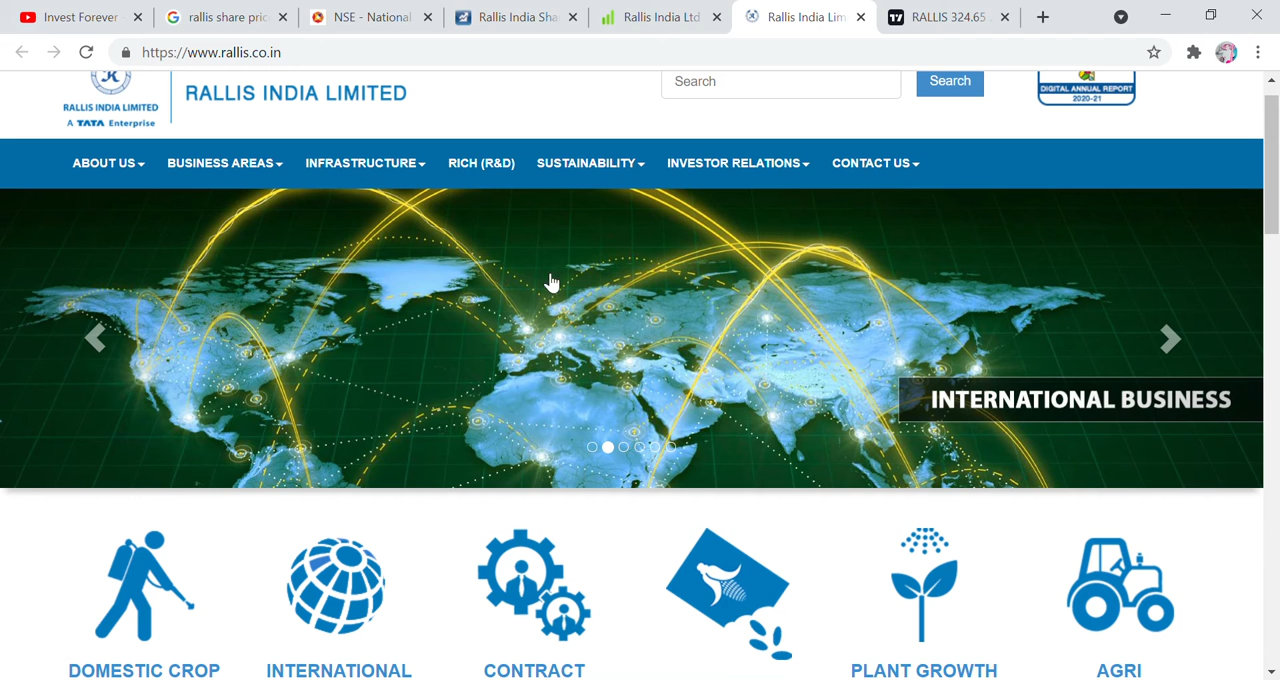 Invest Forever
rallis share pric
NSE - National
Rallis India Sha
Rallis India Ltd
Rallis India Lim
RALLIS 324.65
https://www.rallis.co.in
RALLIS INDIA LIMITED
A TATA Enterprise
RALLIS INDIA LIMITED
Search
Search
DIGITAL ANNUAL REPORT
2020-21
ABOUT US
BUSINESS AREAS
INFRASTRUCTURE
RICH (R&D)
SUSTAINABILITY
INVESTOR RELATIONS
CONTACT US
INTERNATIONAL BUSINESS
DOMESTIC CROP
INTERNATIONAL
CONTRACT
PLANT GROWTH
AGRI